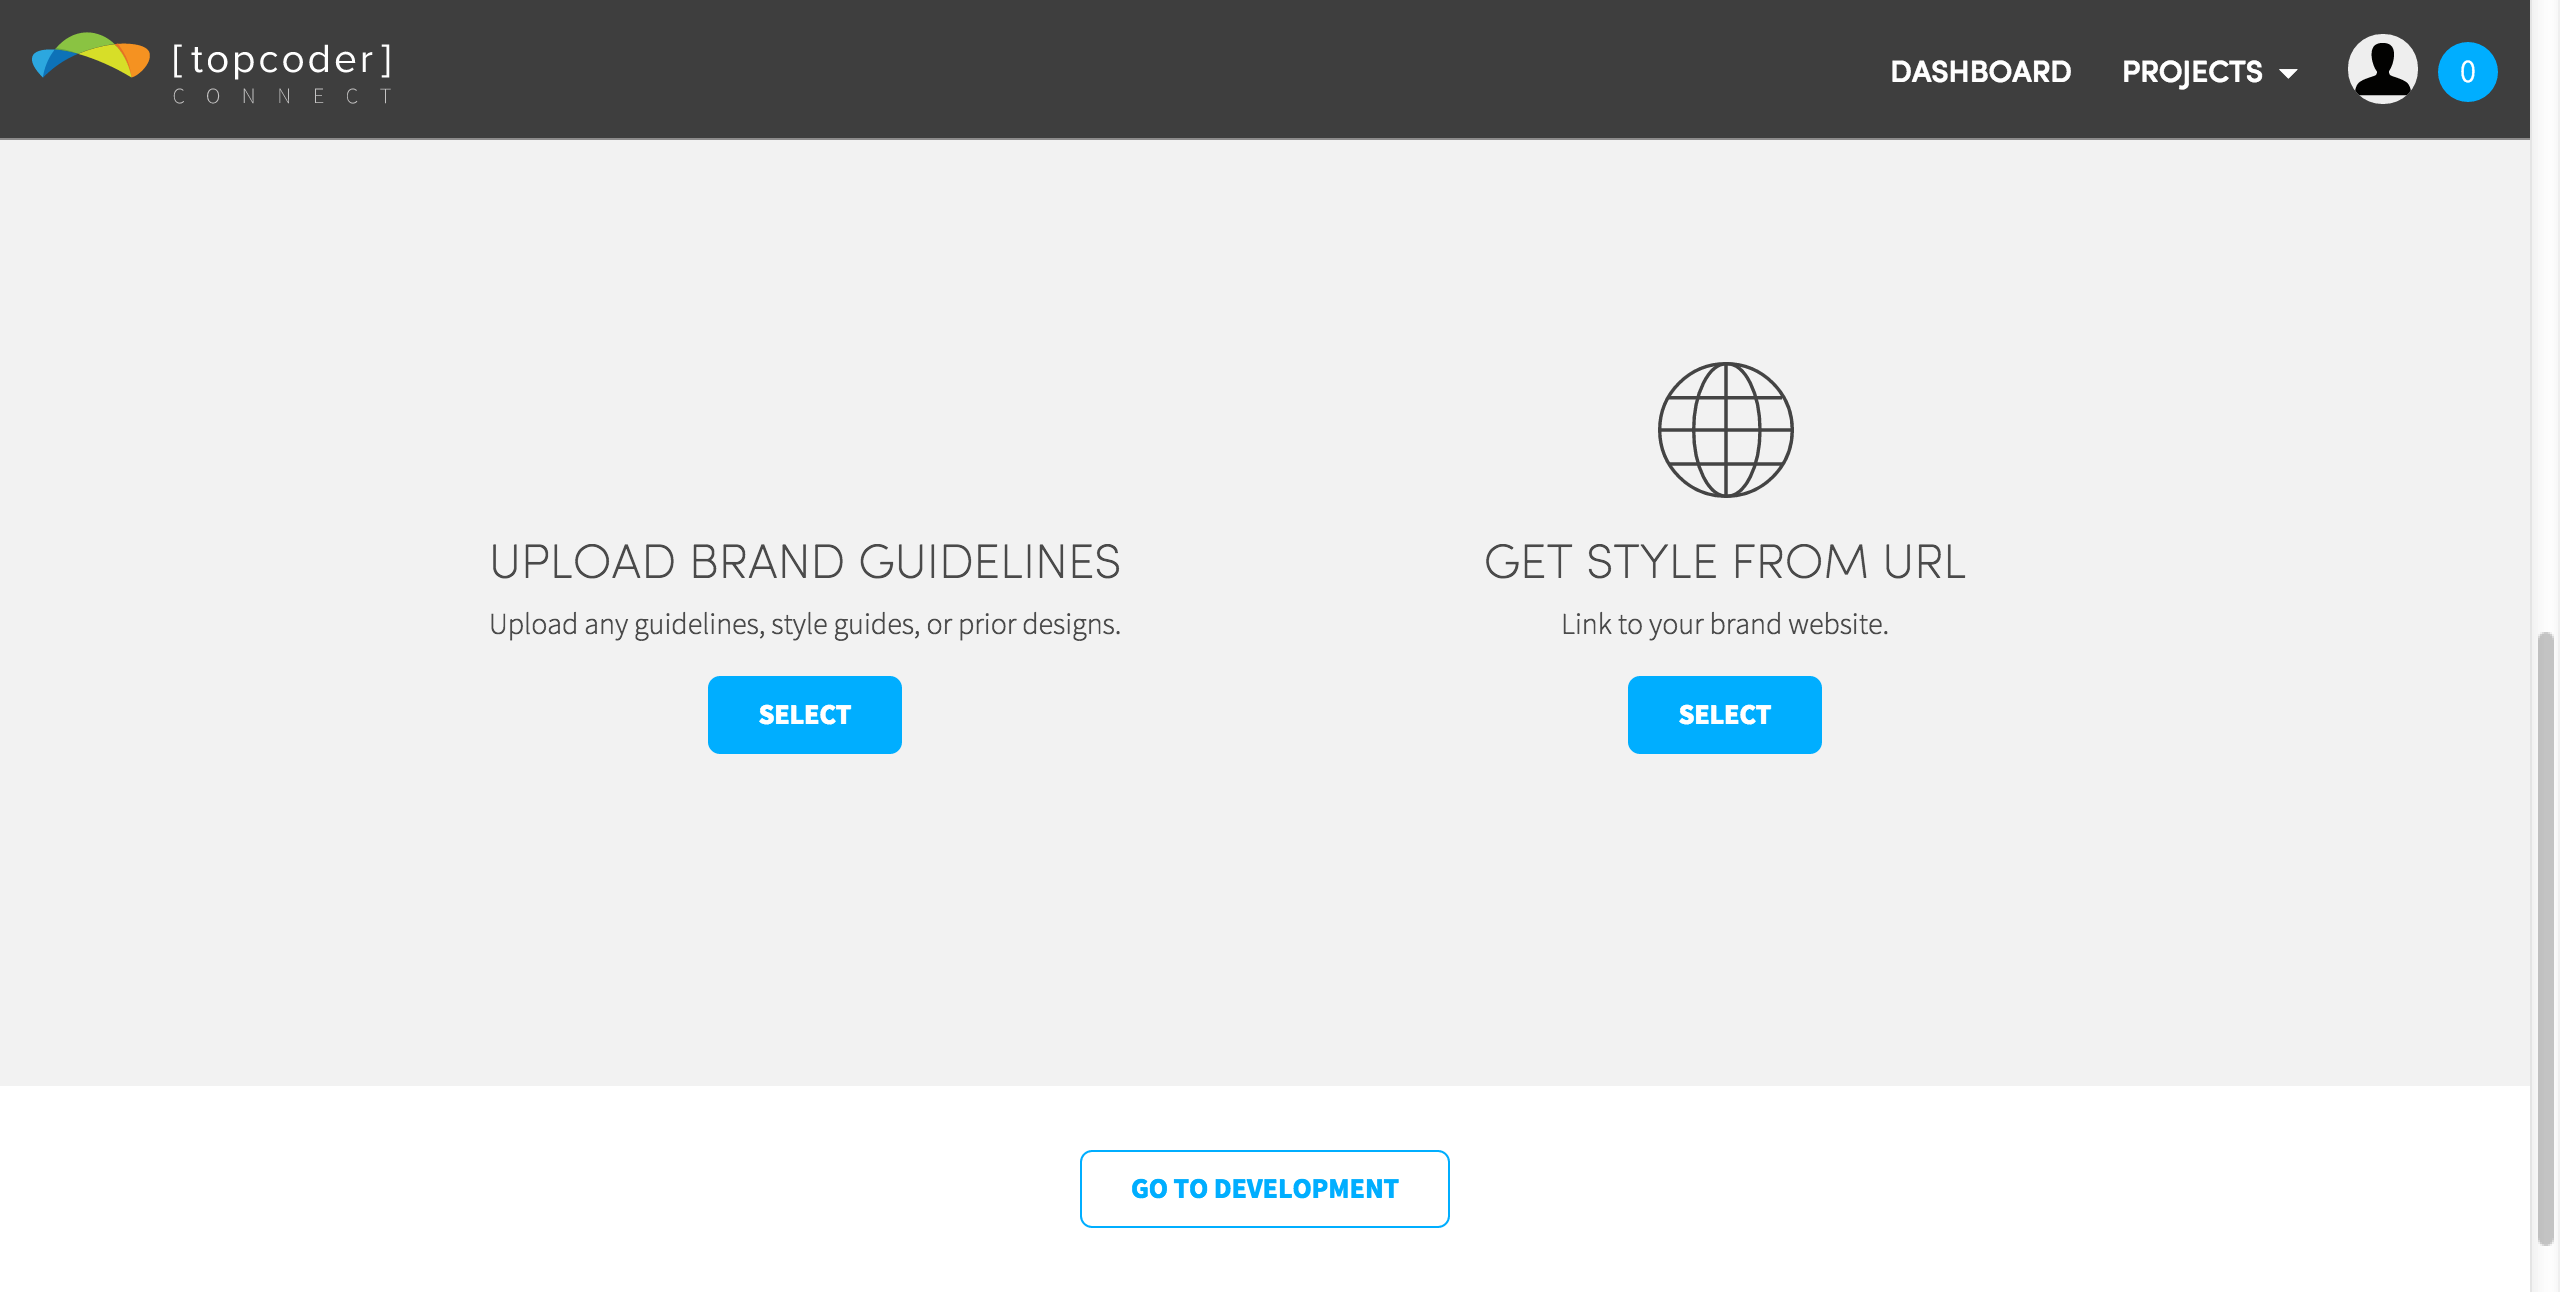 [topcoder]
CONNECT
DASHBOARD
PROJECTS
0
UPLOAD BRAND GUIDELINES
Upload any guidelines, style guides, or prior designs.
SELECT
GET STYLE FROM URL
Link to your brand website.
SELECT
GO TO DEVELOPMENT